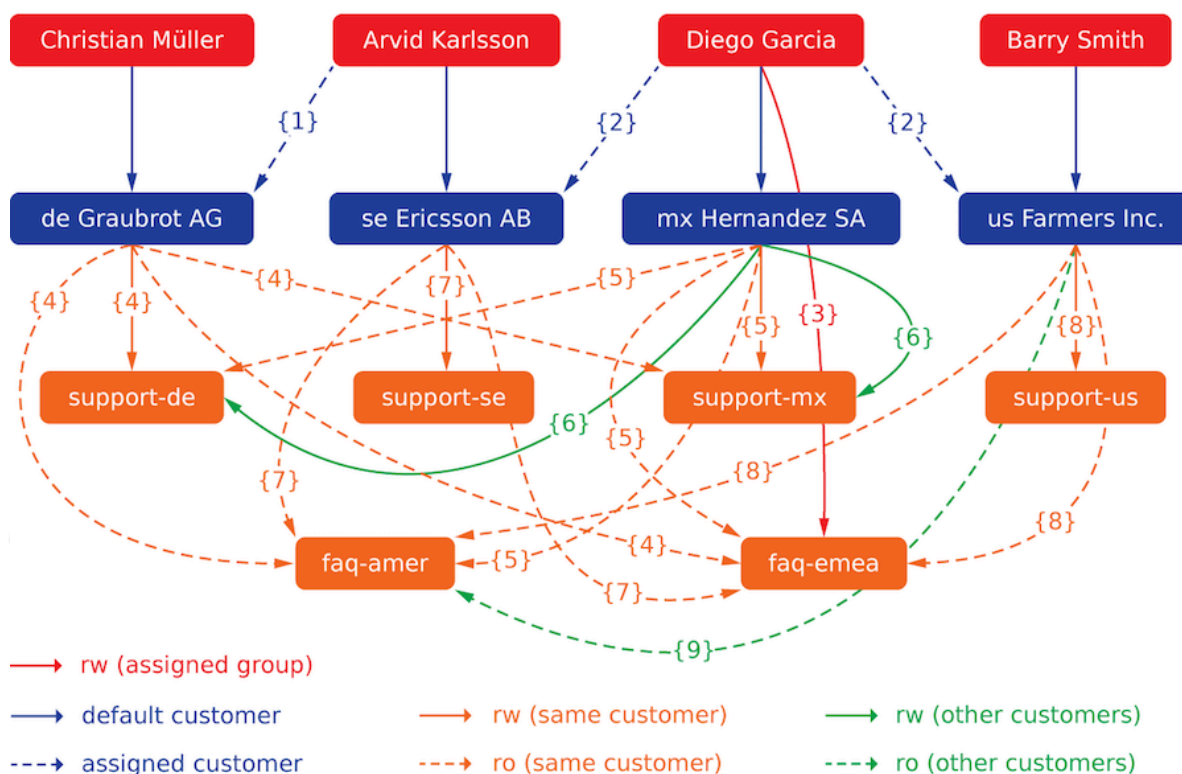 Christian Müller
Arvid Karlsson
Diego Garcia
Barry Smith
{1}
{2}
{2}
de Graubrot AG
se Ericsson AB
mx Hernandez SA
us Farmers Inc.
{4}
{4}
{4}
{7}
{5}
{5}
{3}
{6}
{8}
support-de
support-se
support-mx
support-us
{6}
{5}
{7}
{8}
{8}
faq-amer
{5}
{4}
faq-emea
{7}
{9}
rw (assigned group)
default customer
rw (same customer)
rw (other customers)
assigned customer
ro (same customer)
ro (other customers)